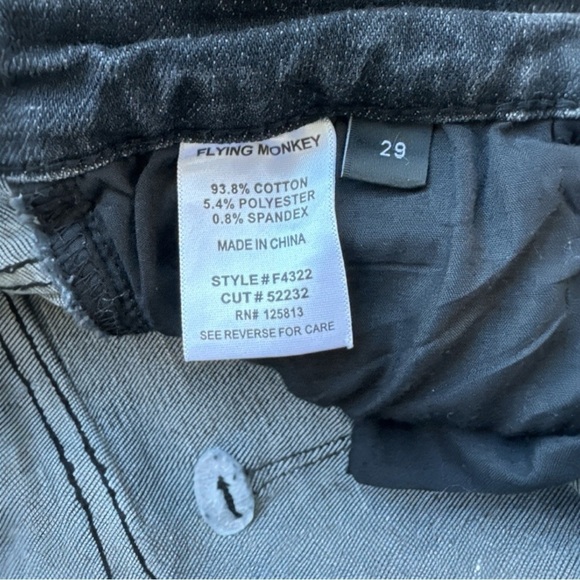 FLYING MONKEY
29
93.8% COTTON
5.4% POLYESTER
0.8% SPANDEX
MADE IN CHINA
STYLE # F4322
CUT # 52232
RN# 125813
SEE REVERSE FOR CARE